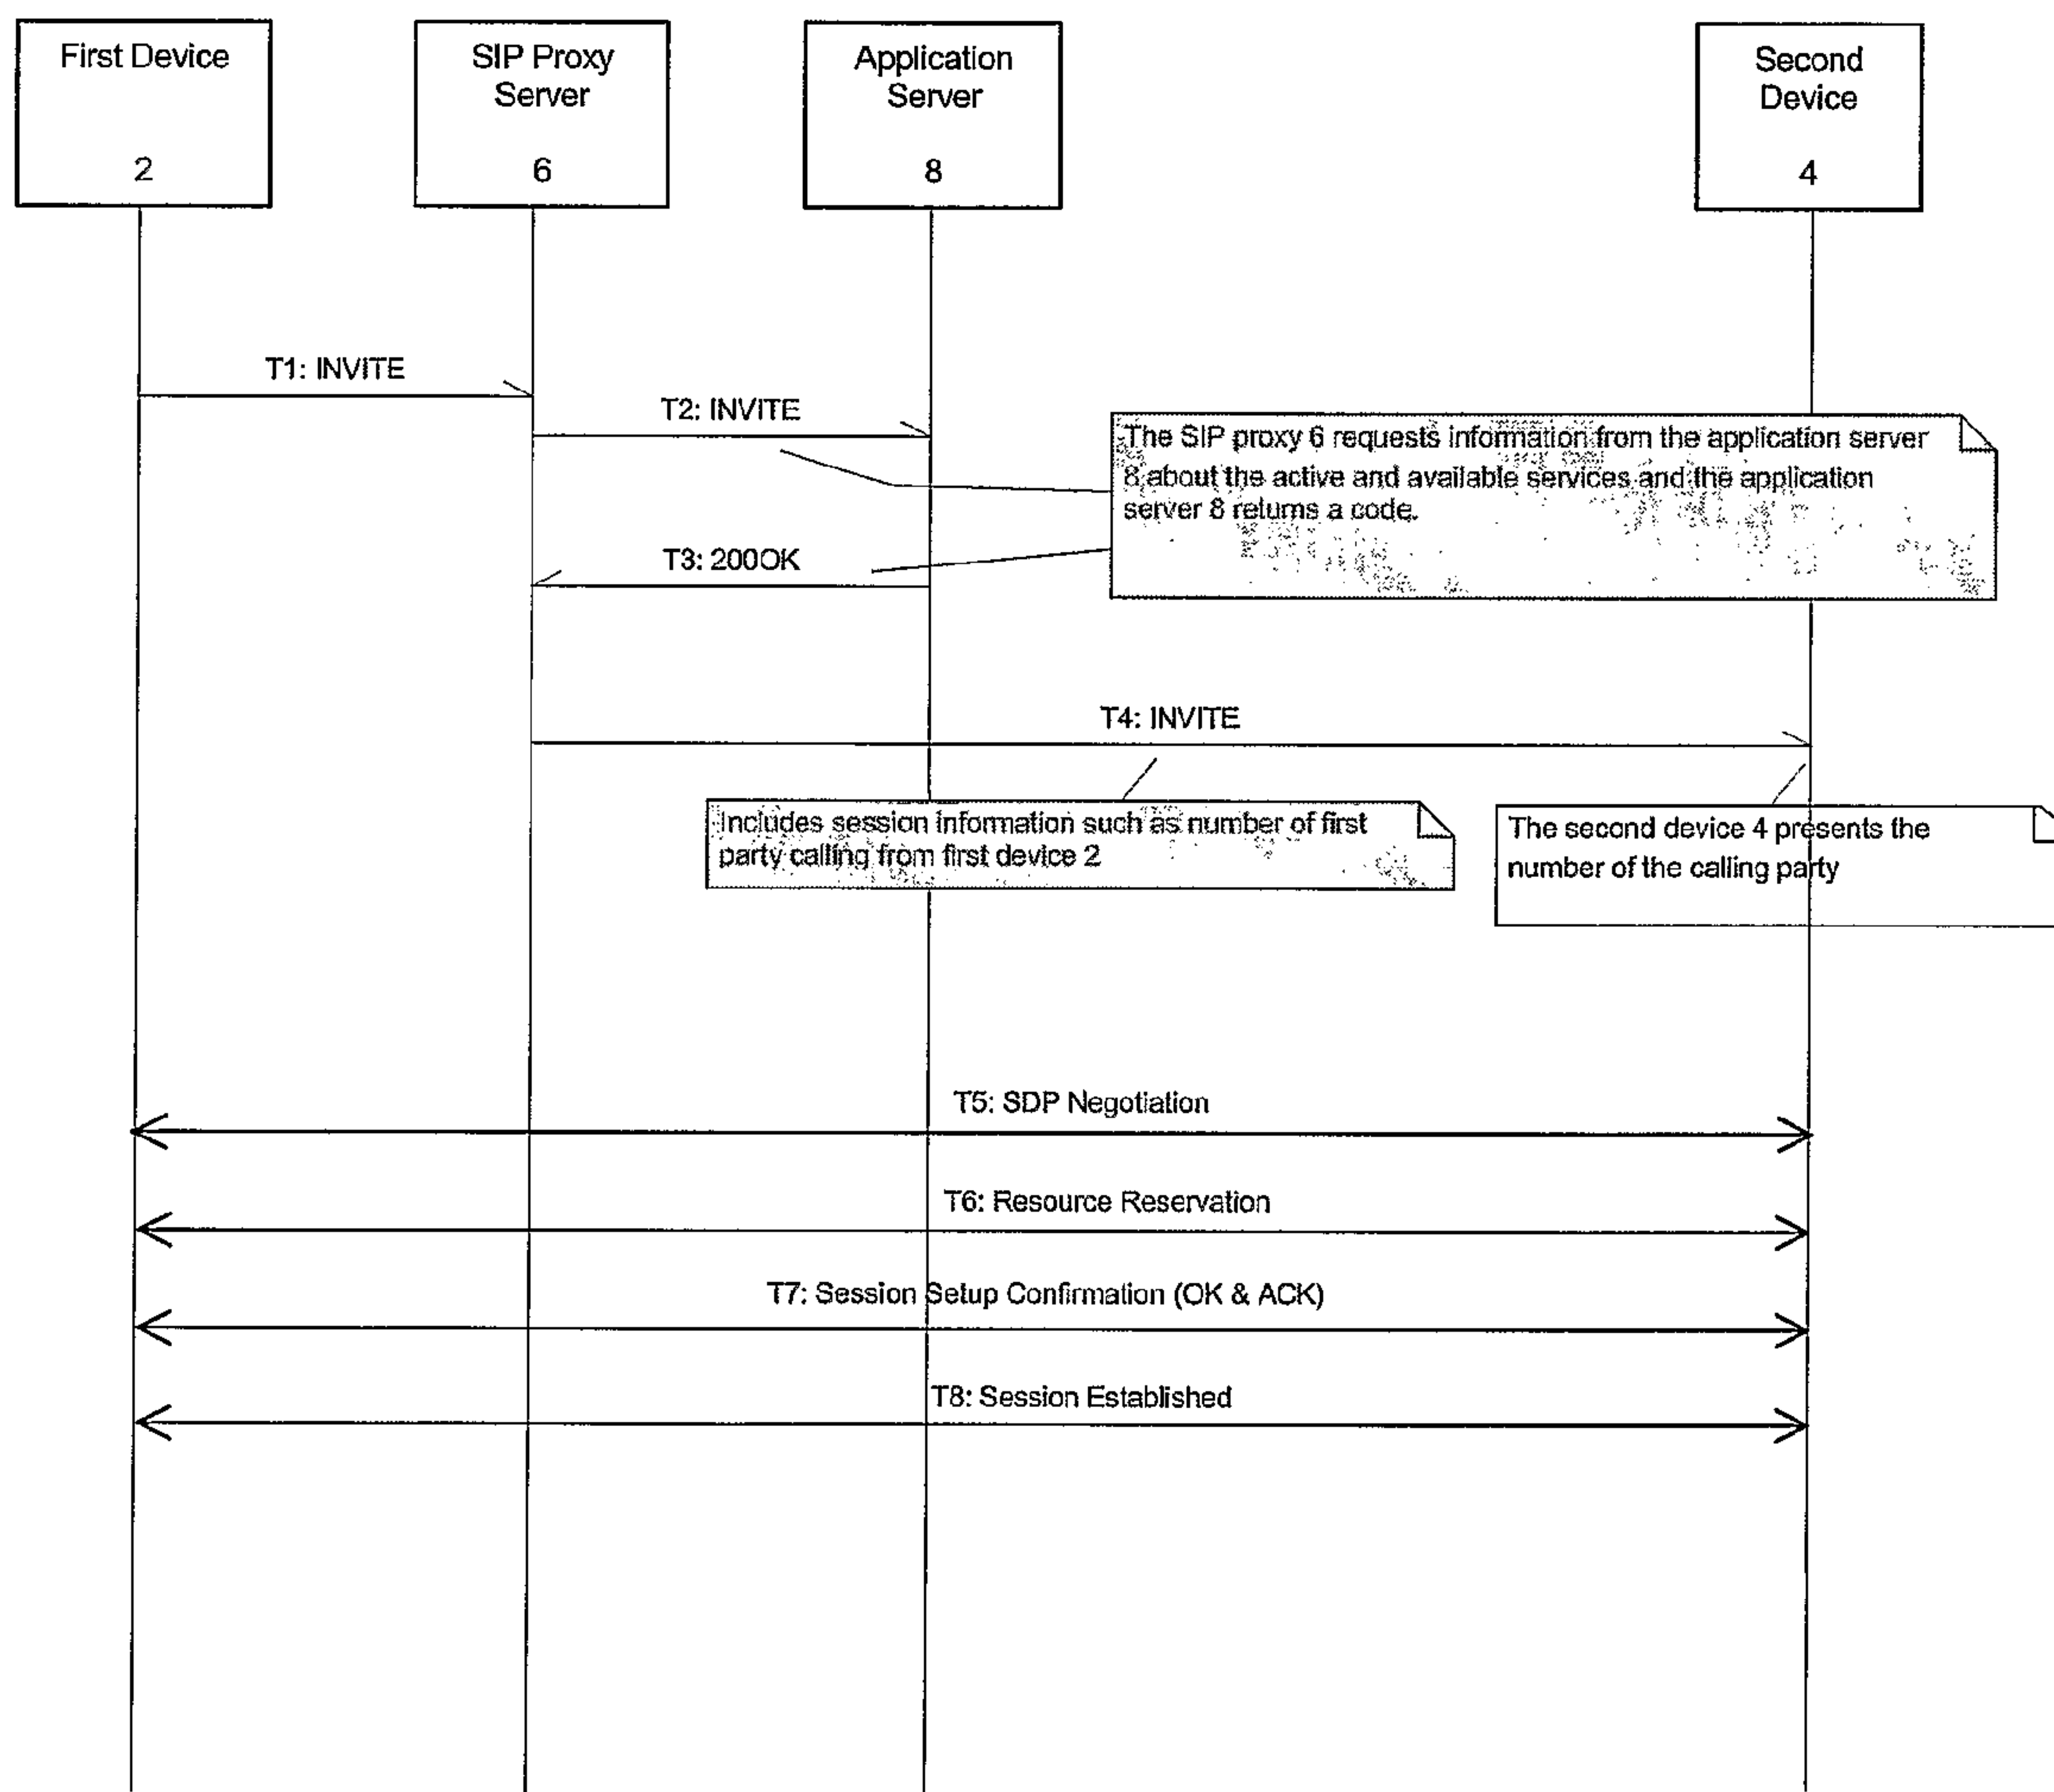 First Device
2
SIP Proxy
Server
6
Application
Server
8
Second
Device
4
T1: INVITE
T2: INVITE
The SIP proxy 6 requests information from the application server
8 about the active and available services and the application
server 8 returns a code.
T3: 200OK
T4: INVITE
Includes session information such as number of first
party calling from first device 2
The second device 4 presents the
number of the calling party
T5: SDP Negotiation
T6: Resource Reservation
T7: Session Setup Confirmation (OK & ACK)
T8: Session Established